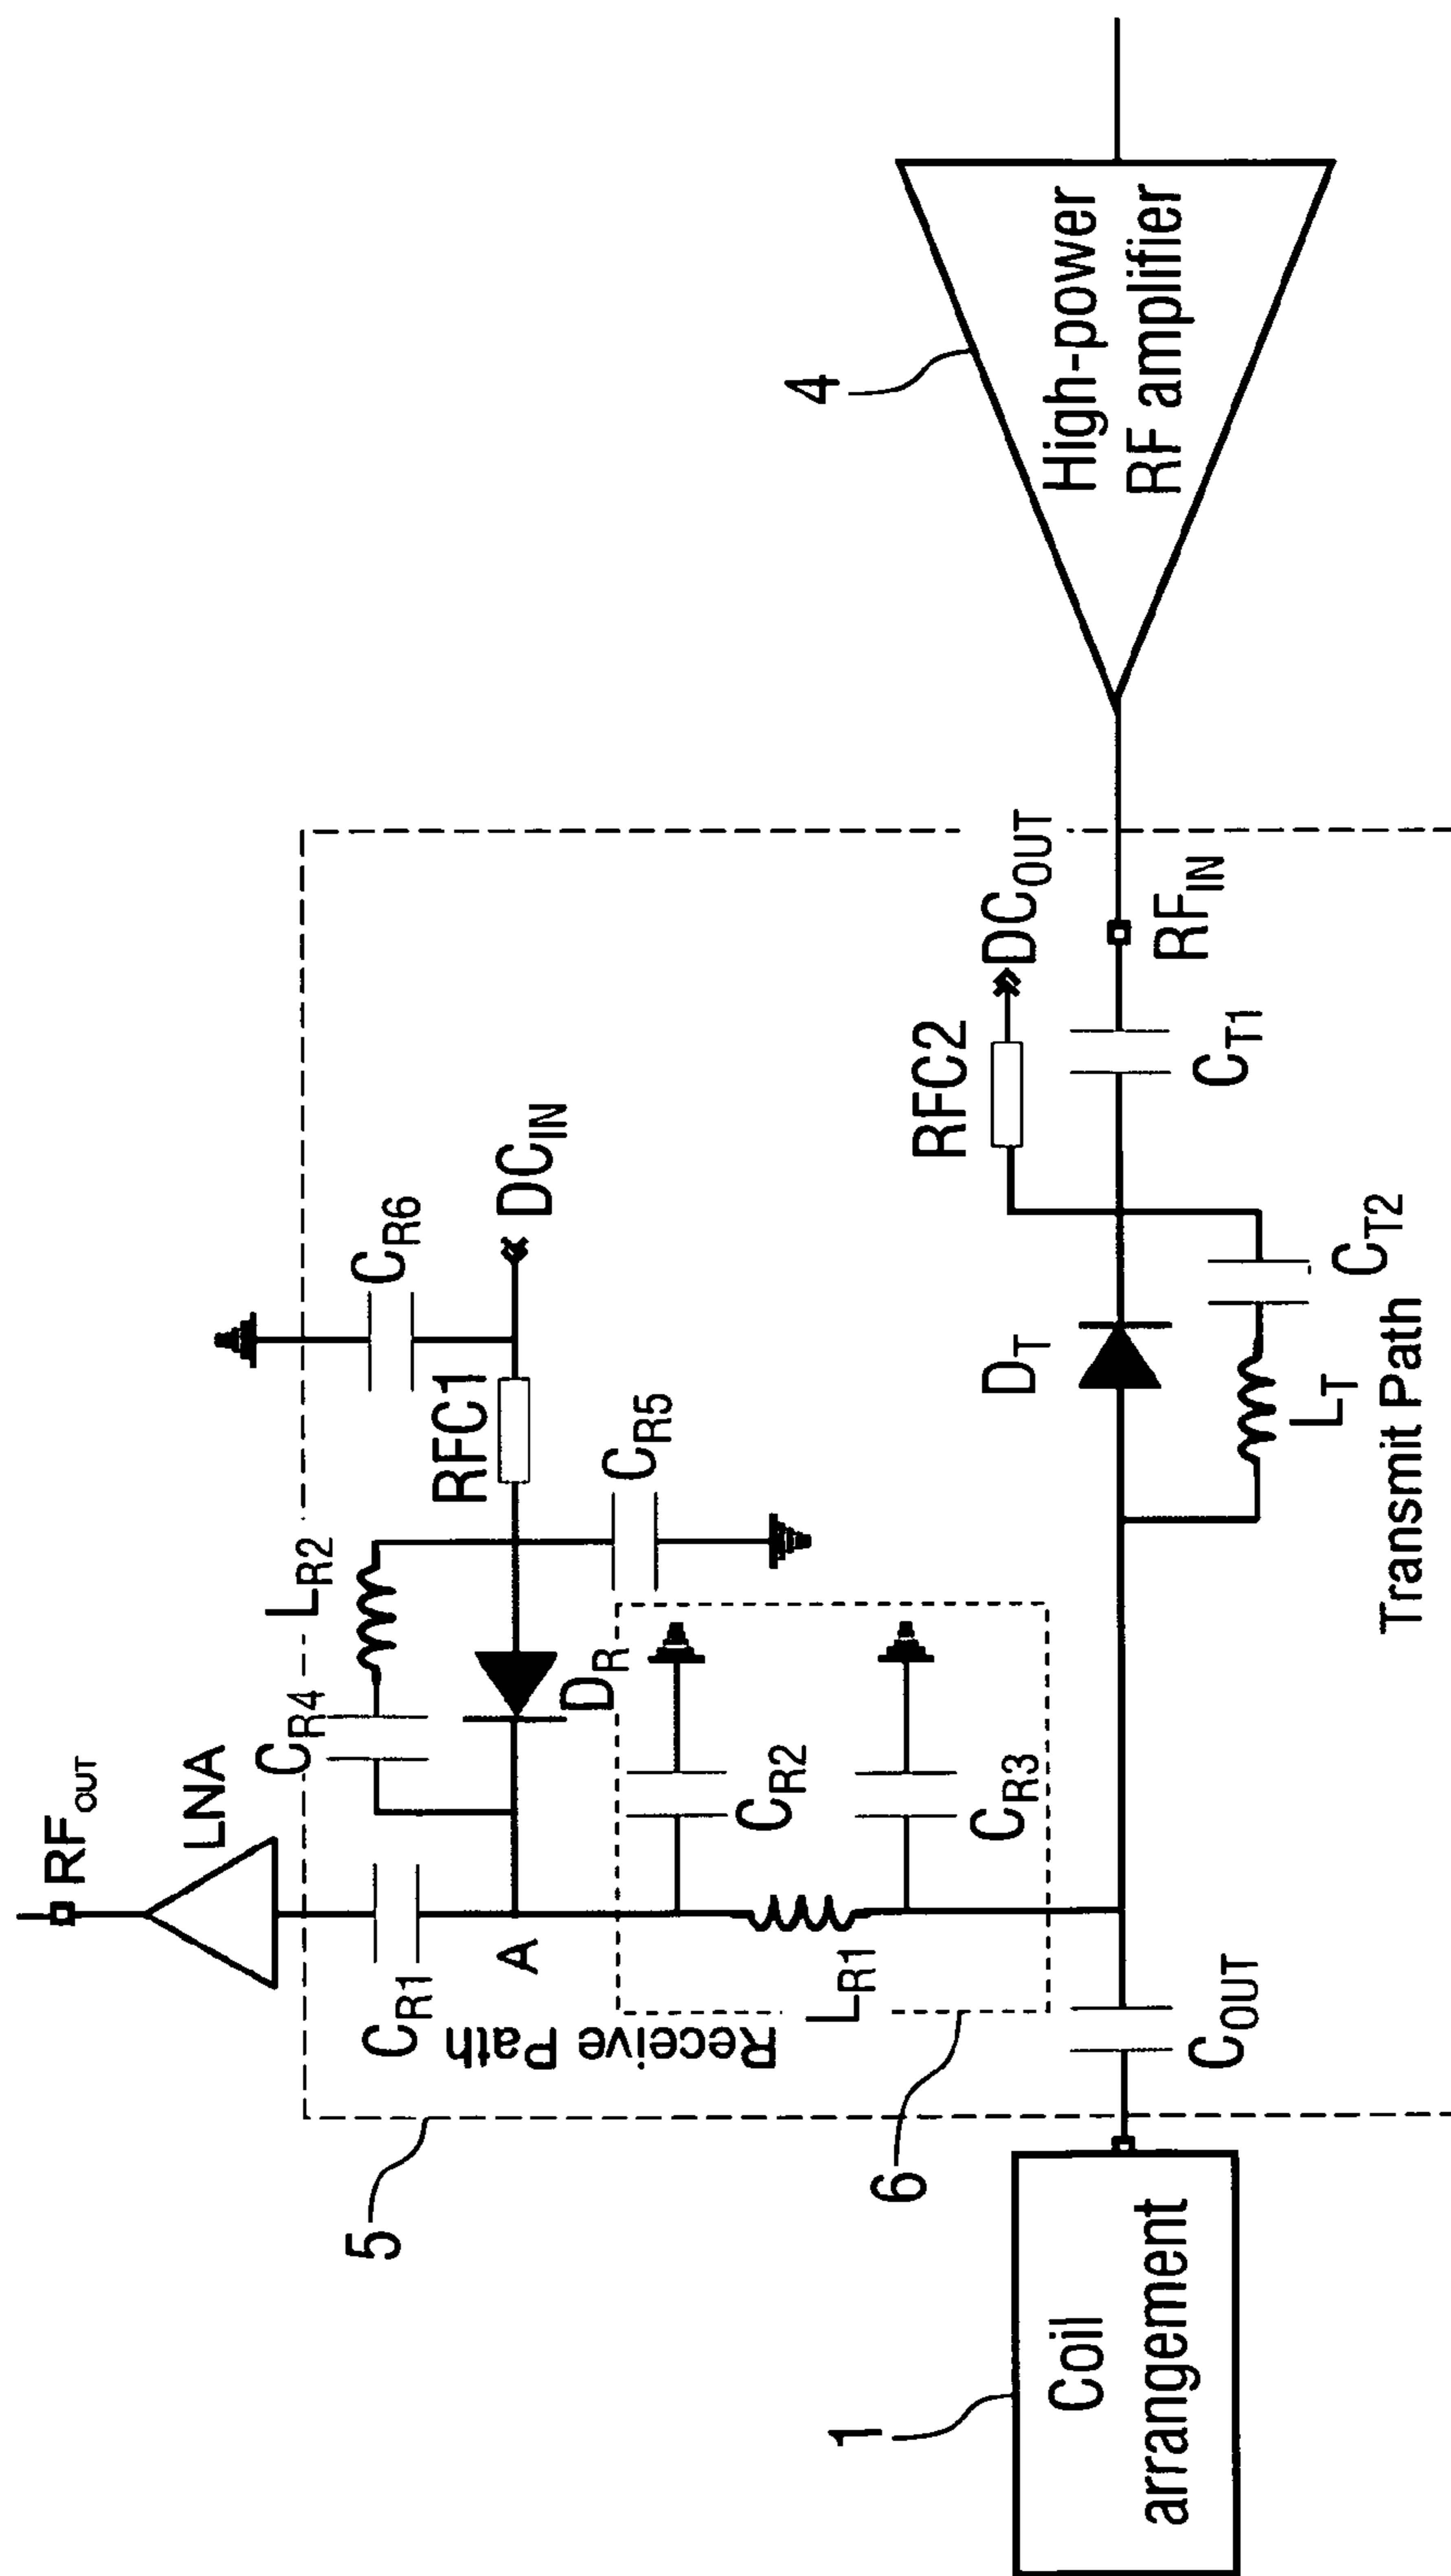 RF_OUT
LNA
C_R1
A
C_R4
L_R2
D_R
RFC1
C_R6
DC_IN
C_R5
Receive Path
C_R2
C_R3
L_R1
5
6
1
Coil
arrangement
C_OUT
D_T
L_T
C_T2
Transmit Path
RFC2
DC_OUT
C_T1
RF_IN
4
High-power
RF amplifier